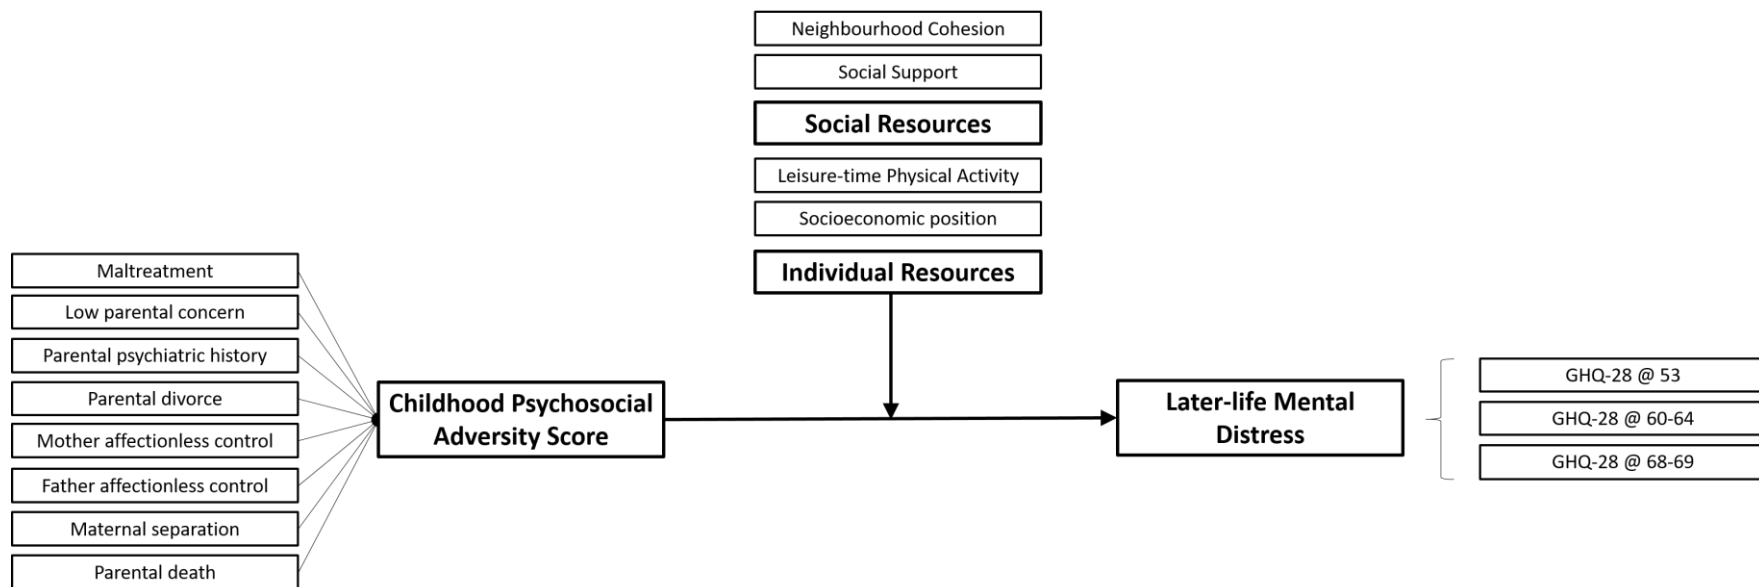 Neighbourhood Cohesion
Social Support
Social Resources
Leisure-time Physical Activity
Socioeconomic position
Individual Resources
Maltreatment
Low parental concern
Parental psychiatric history
Parental divorce
Mother affectionless control
Father affectionless control
Maternal separation
Parental death
Childhood Psychosocial
Adversity Score
Later-life Mental
Distress
GHQ-28 @ 53
GHQ-28 @ 60-64
GHQ-28 @ 68-69